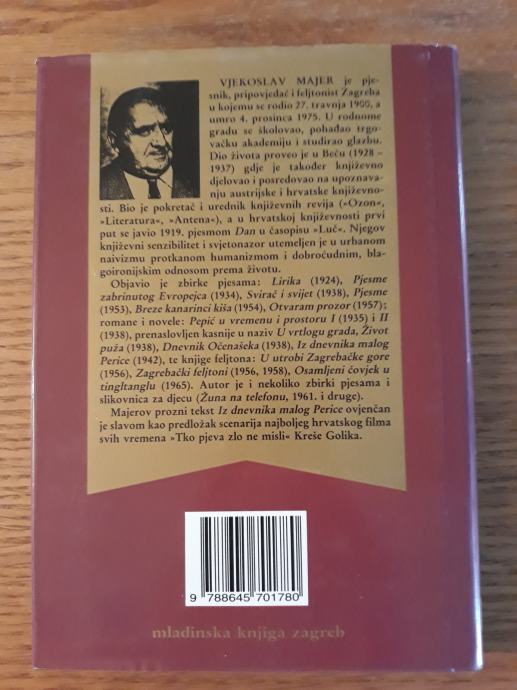 VJEKOSLAV MAJER je pje-
snik, pripovjedač i feljtonist Zagreba
u kojemu se rodio 27. travnja 1900, a
umro 4. prosinca 1975. U rodnome
gradu se školovao, pohađao trgo-
vačku akademiju i studirao glazbu.
Dio života proveo je u Beču (1928 –
1937) gdje je također književno
djelovao i posredovao na upoznava-
nju austrijske i hrvatske književno-
sti. Bio je pokretač i urednik književnih revija (»Ozon«,
»Literatura«, »Antena«), a u hrvatskoj književnosti prvi
put se javio 1919. pjesmom Dan u časopisu »Luč«. Njegov
književni senzibilitet i svjetonazor utemeljen je u urbanom
naivizmu protkanom humanizmom i dobroćudnim, bla-
goironijskim odnosom prema životu.
Objavio je zbirke pjesama: Lirika (1924), Pjesme
zabrinutog Evropejca (1934), Svirač i svijet (1938), Pjesme
(1953), Breze kanarinci kiša (1954), Otvaram prozor (1957);
romane i novele: Pepić u vremenu i prostoru I (1935) i II
(1938), prenaslovljen kasnije u naziv U vrtlogu grada, Život
puža (1938), Dnevnik Očenašeka (1938), Iz dnevnika malog
Perice (1942), te knjige feljtona: U utrobi Zagrebačke gore
(1956), Zagrebački feljtoni (1956, 1958), Osamljeni čovjek u
tingltanglu (1965). Autor je i nekoliko zbirki pjesama i
slikovnica za djecu (Žuna na telefonu, 1961. i druge).
Majerov prozni tekst Iz dnevnika malog Perice ovjenčan
je slavom kao predložak scenarija najboljeg hrvatskog filma
svih vremena »Tko pjeva zlo ne misli« Kreše Golika.
9 788645 701780
mladinska knjiga zagreb